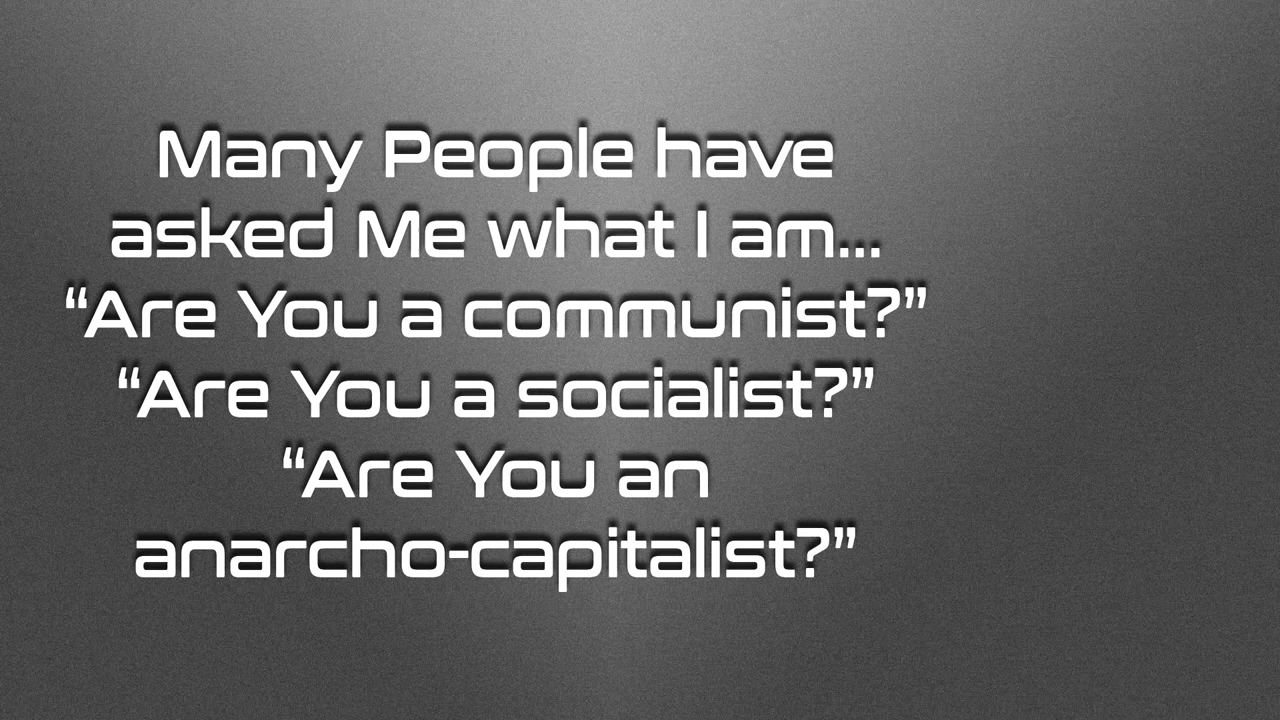 Many People have
asked Me what I am...
“Are You a communist?”
“Are You a socialist?”
“Are You an
anarcho-capitalist?”